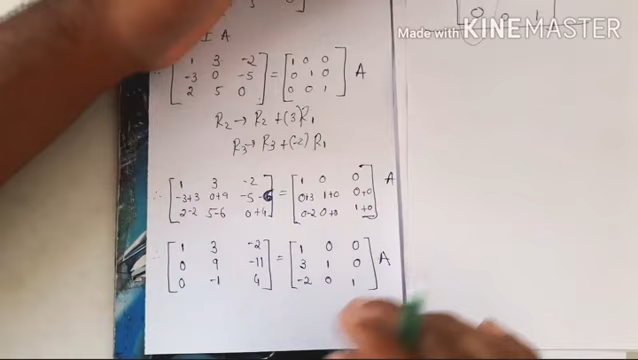 Made with KINEMASTER
0 0 1
I A
∴ [1 3 -2; -3 0 -5; 2 5 0] = [1 0 0; 0 1 0; 0 0 1] A
R2 → R2 + (3)R1
R3 → R3 + (-2)R1
∴ [1 3 -2; -3+3 0+9 -5-6; 2-2 5-6 0+4] = [1 0 0; 0+3 1+0 0+0; 0-2 0+0 1+0] A
∴ [1 3 -2; 0 9 -11; 0 -1 4] = [1 0 0; 3 1 0; -2 0 1] A